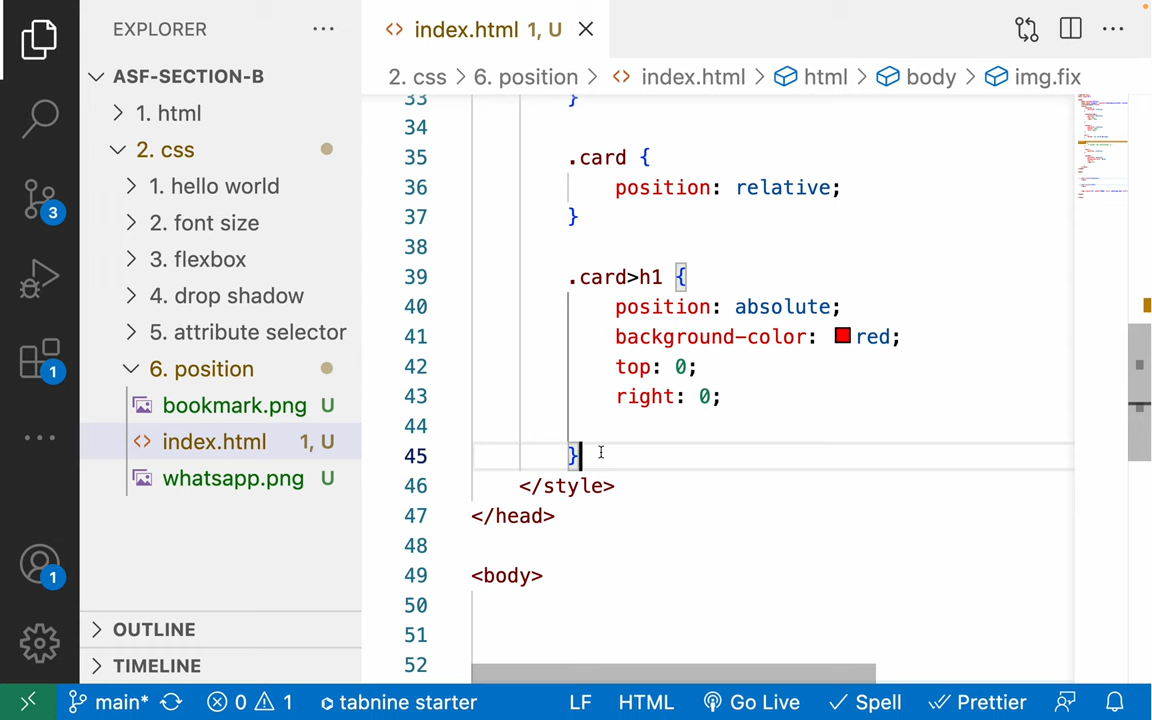 EXPLORER
index.html 1, U
ASF-SECTION-B
2. css > 6. position > index.html > html > body > img.fix
1. html
2. css
1. hello world
2. font size
3. flexbox
4. drop shadow
5. attribute selector
6. position
bookmark.png U
index.html 1, U
whatsapp.png U
OUTLINE
TIMELINE
3
1
1
33 }
34
35 .card {
36 position: relative;
37 }
38
39 .card>h1 {
40 position: absolute;
41 background-color: red;
42 top: 0;
43 right: 0;
44
45 }
46 </style>
47 </head>
48
49 <body>
50
51
52
main* 0 1 tabnine starter LF HTML Go Live Spell Prettier